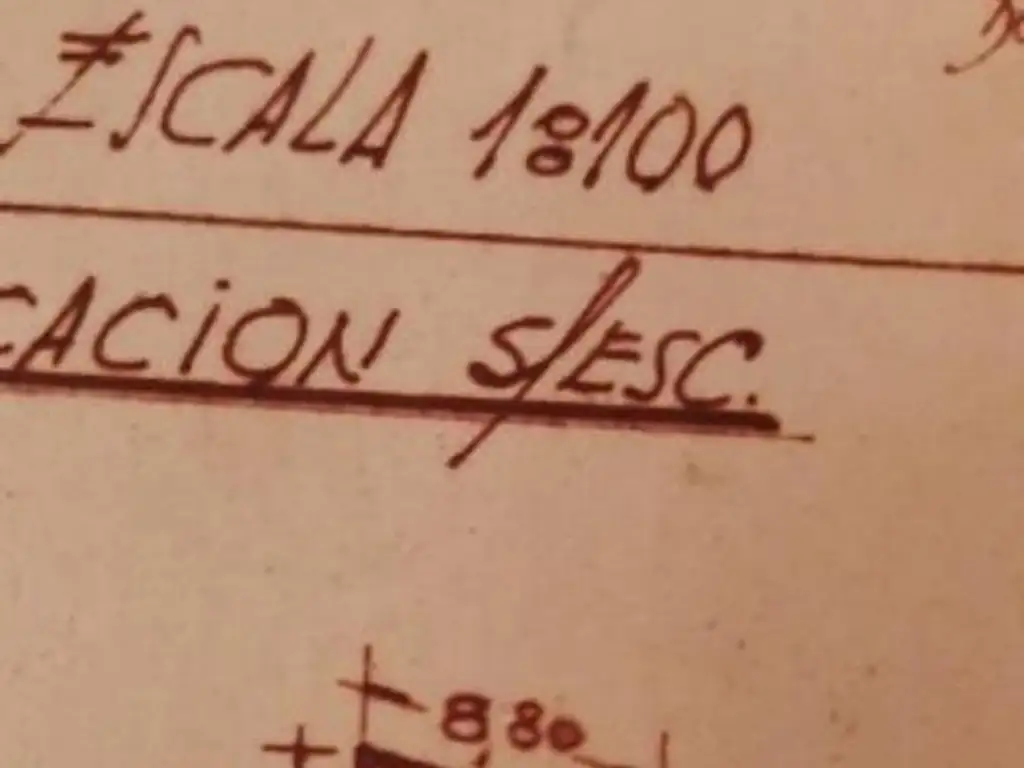 ESCALA 1:100
CACION S/ESC.
8,80